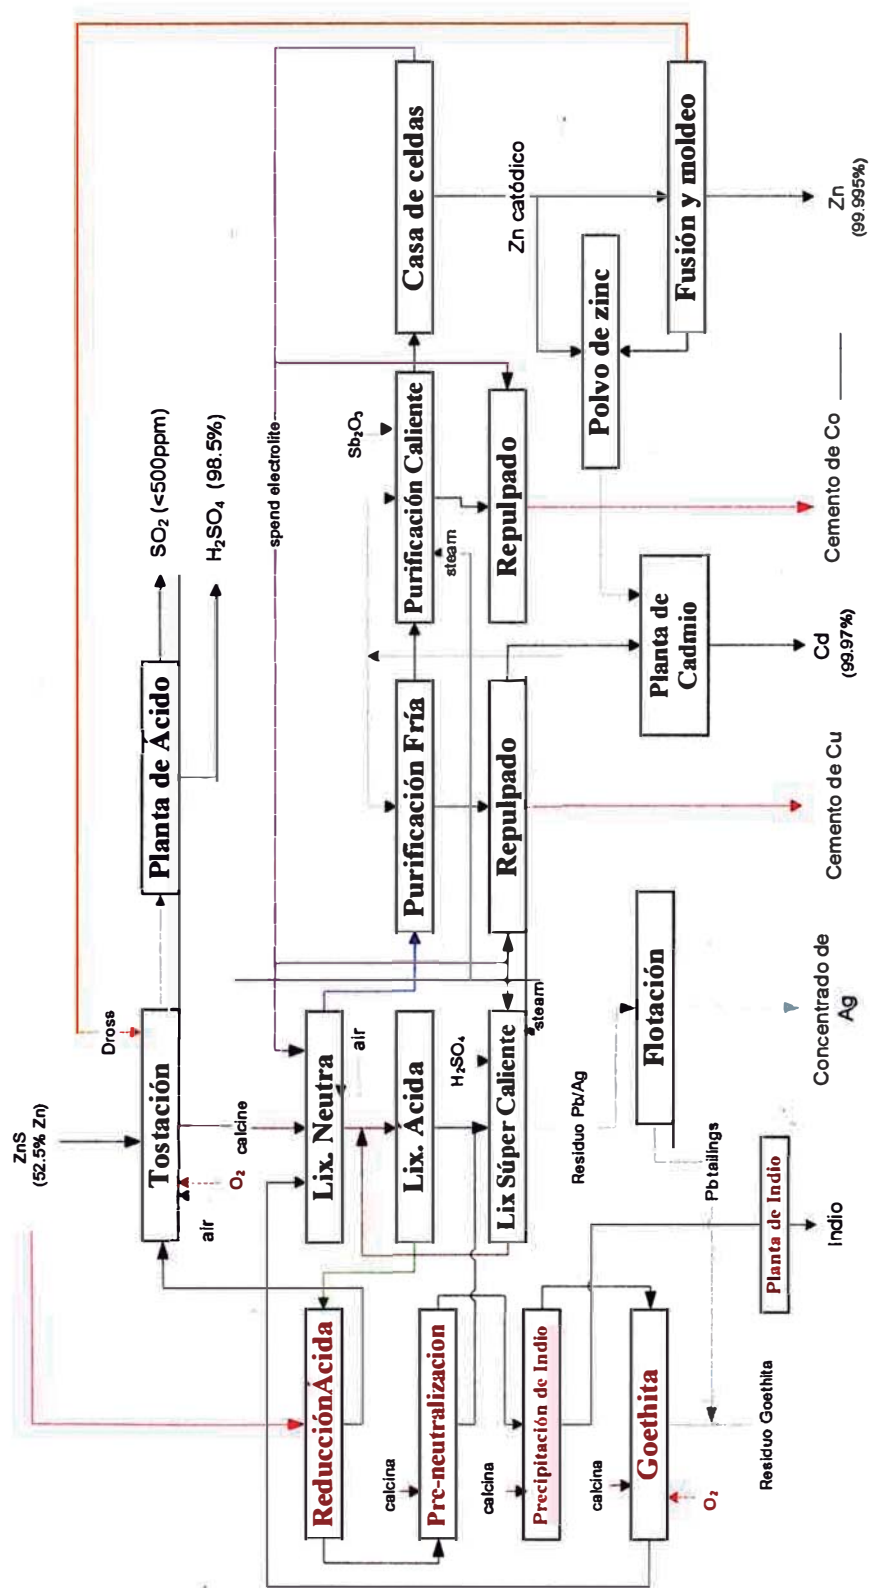 ZnS
(52.5% Zn)
Dross
Tostación
air
O₂
calcine
Planta de Acido
SO₂ (<500ppm)
H₂SO₄ (98.5%)
spend electrolite
ReducciónAcida
Lix. Neutra
air
Purificación Fría
Purificación Caliente
Sb₂O₃
steam
Casa de celdas
calcina
Pre-neutralizacion
Lix. Acida
H₂SO₄
Lix Súper Caliente
steam
Repulpado
Repulpado
Zn catódico
calcina
Precipitación de Indio
Residuo Pb/Ag
Polvo de zinc
calcina
Goethita
O₂
Flotación
Pb tailings
Planta de
Cadmio
Fusión y moldeo
Residuo Goethita
Planta de Indio
Indio
Concentrado de
Ag
Cemento de Cu
Cd
(99.97%)
Cemento de Co
Zn
(99.995%)